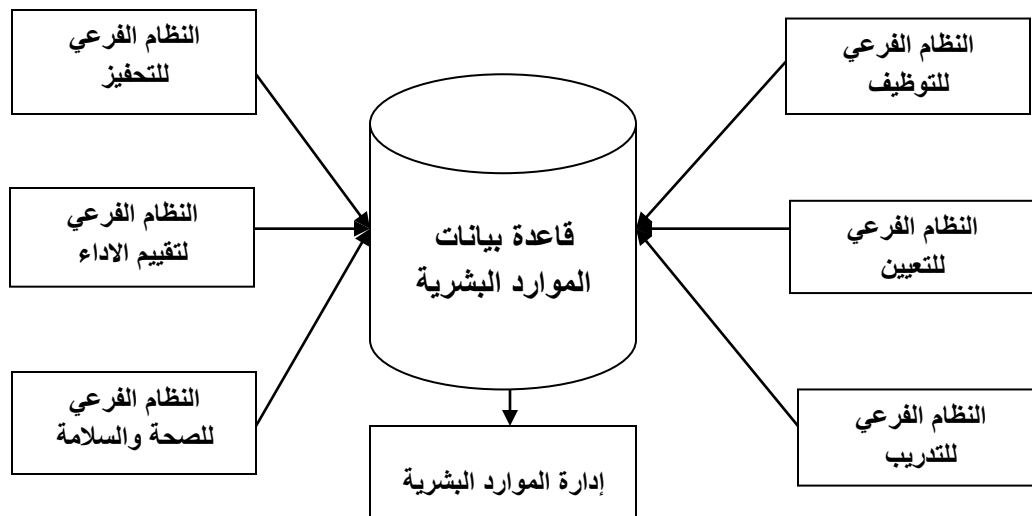 النظام الفرعي
للتوظيف
النظام الفرعي
للتحفيز
قاعدة بيانات
الموارد البشرية
النظام الفرعي
للتعيين
النظام الفرعي
لتقييم الاداء
النظام الفرعي
للتدريب
النظام الفرعي
للصحة والسلامة
إدارة الموارد البشرية